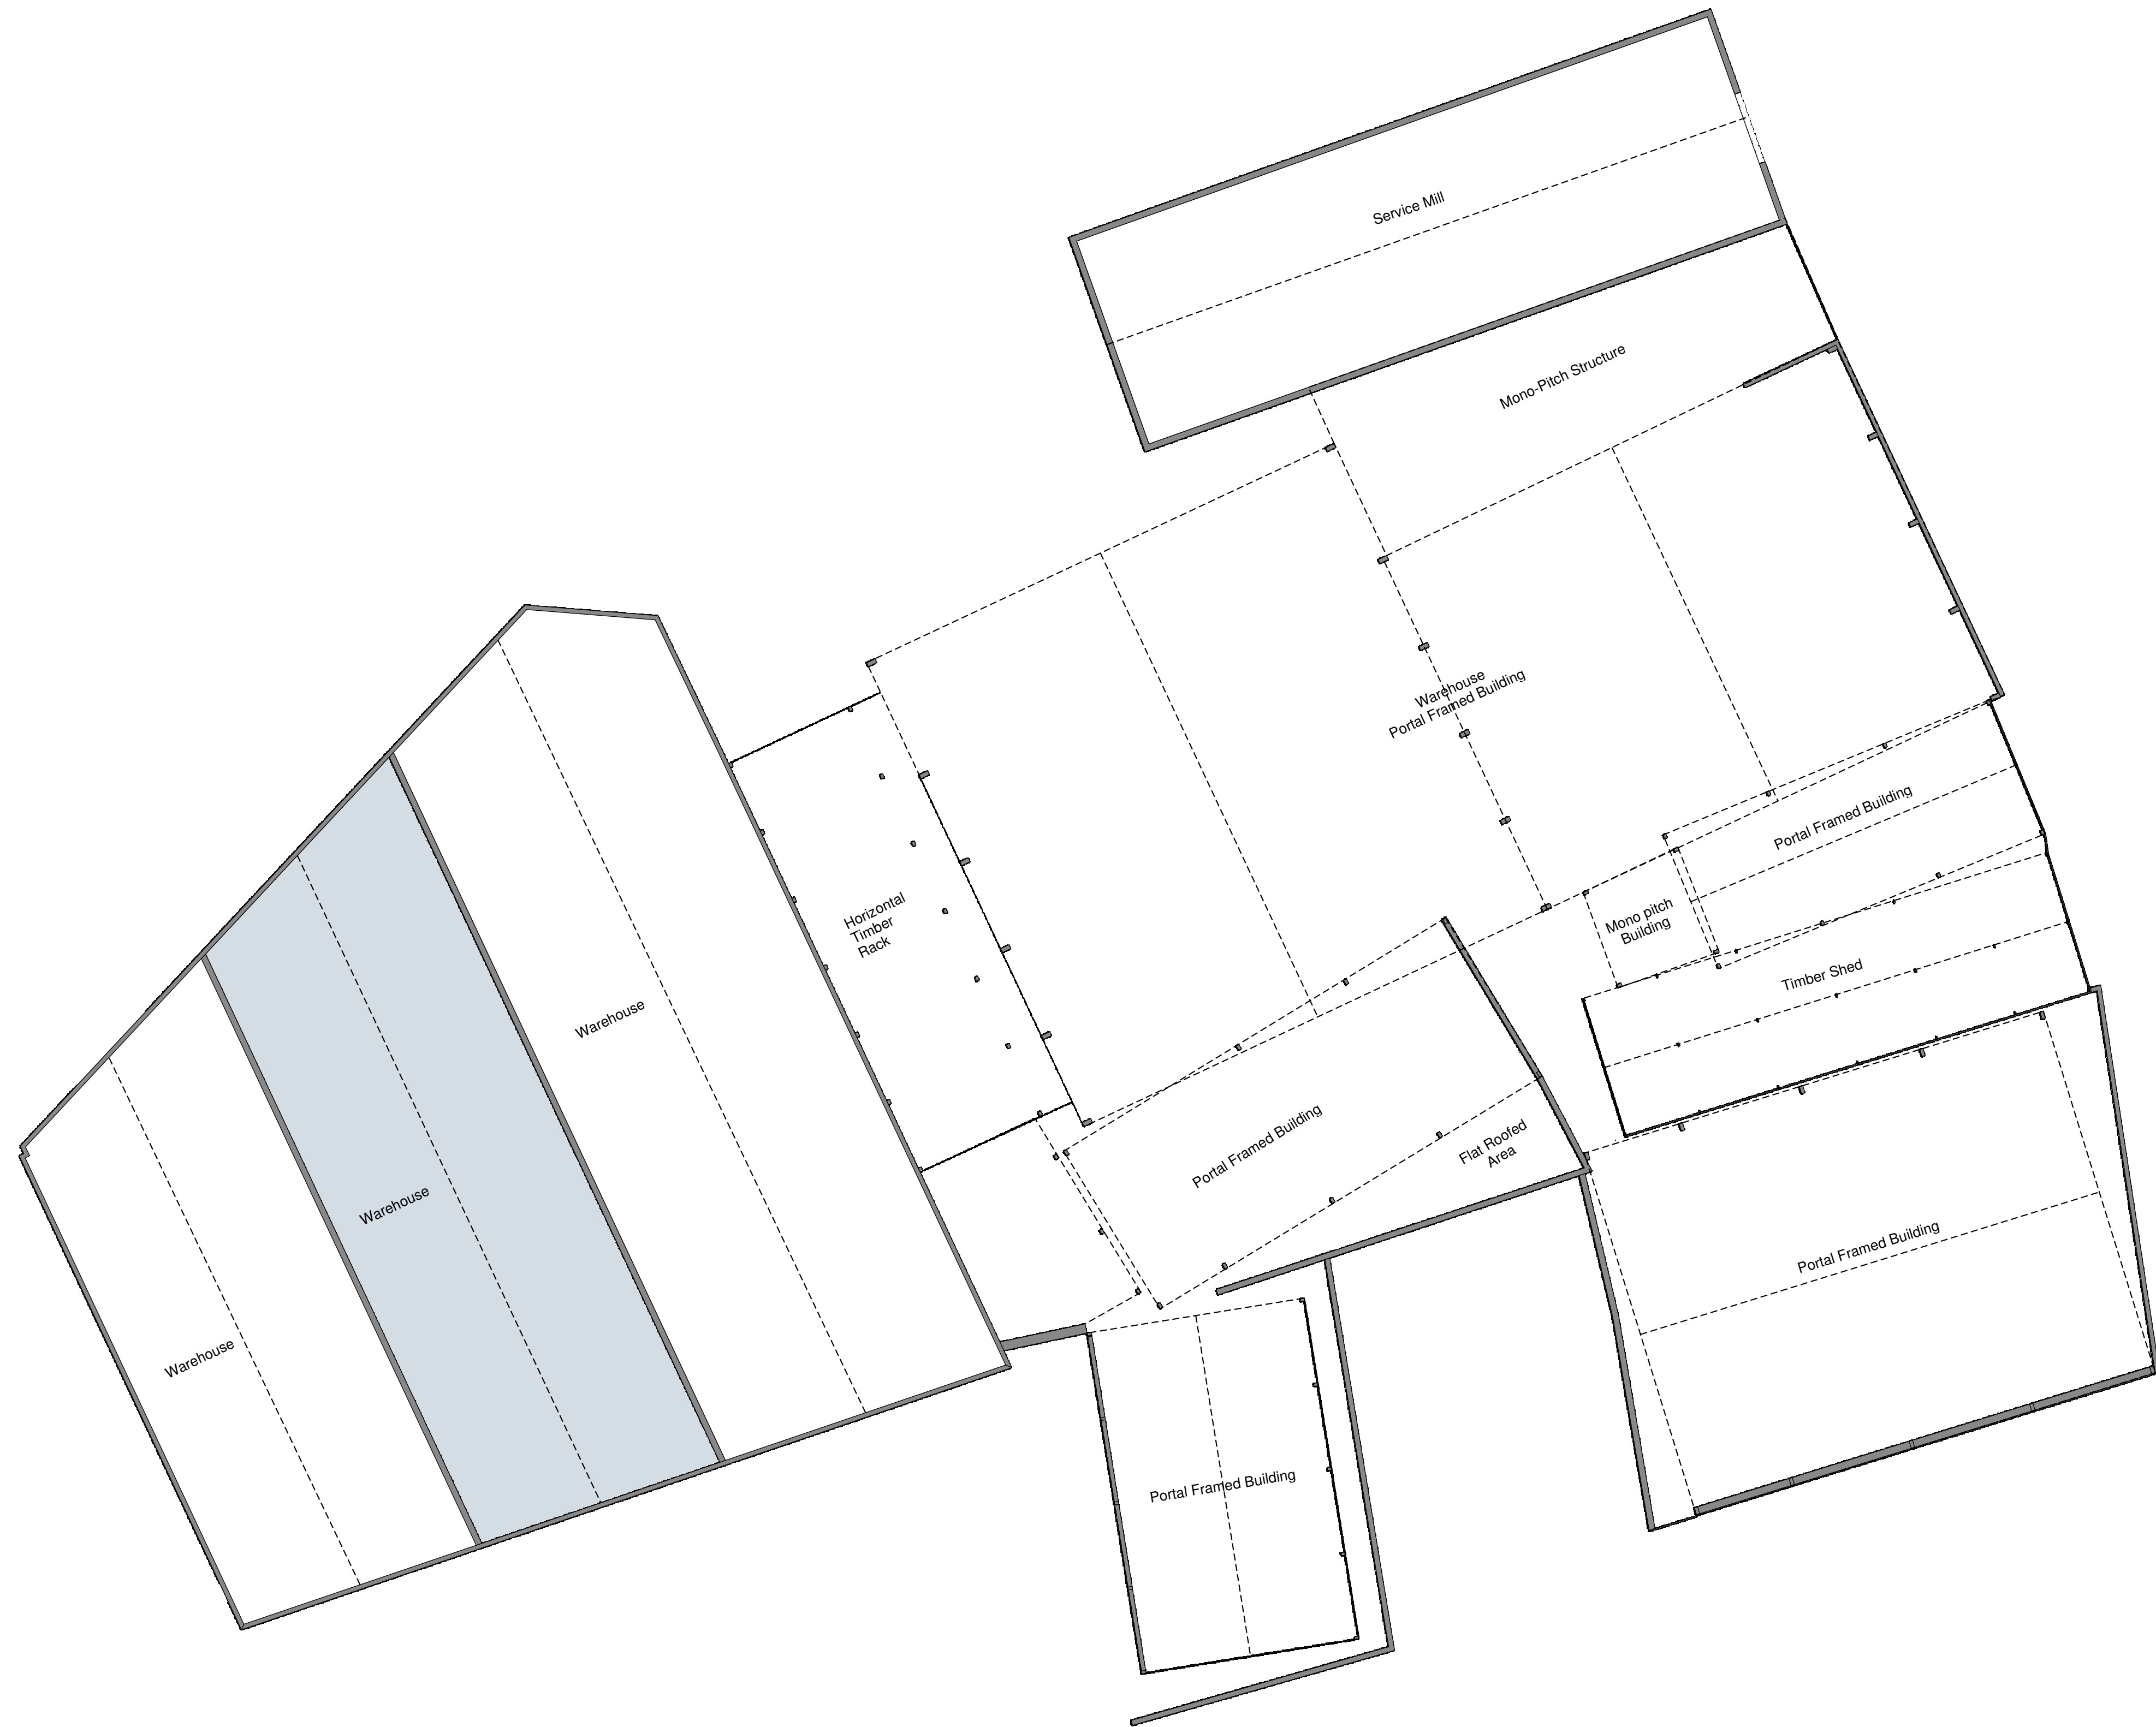 Service Mill
Mono-Pitch Structure
Warehouse
Portal Framed Building
Portal Framed Building
Horizontal
Timber
Rack
Mono pitch
Building
Timber Shed
Warehouse
Portal Framed Building
Flat Roofed
Area
Warehouse
Portal Framed Building
Warehouse
Portal Framed Building